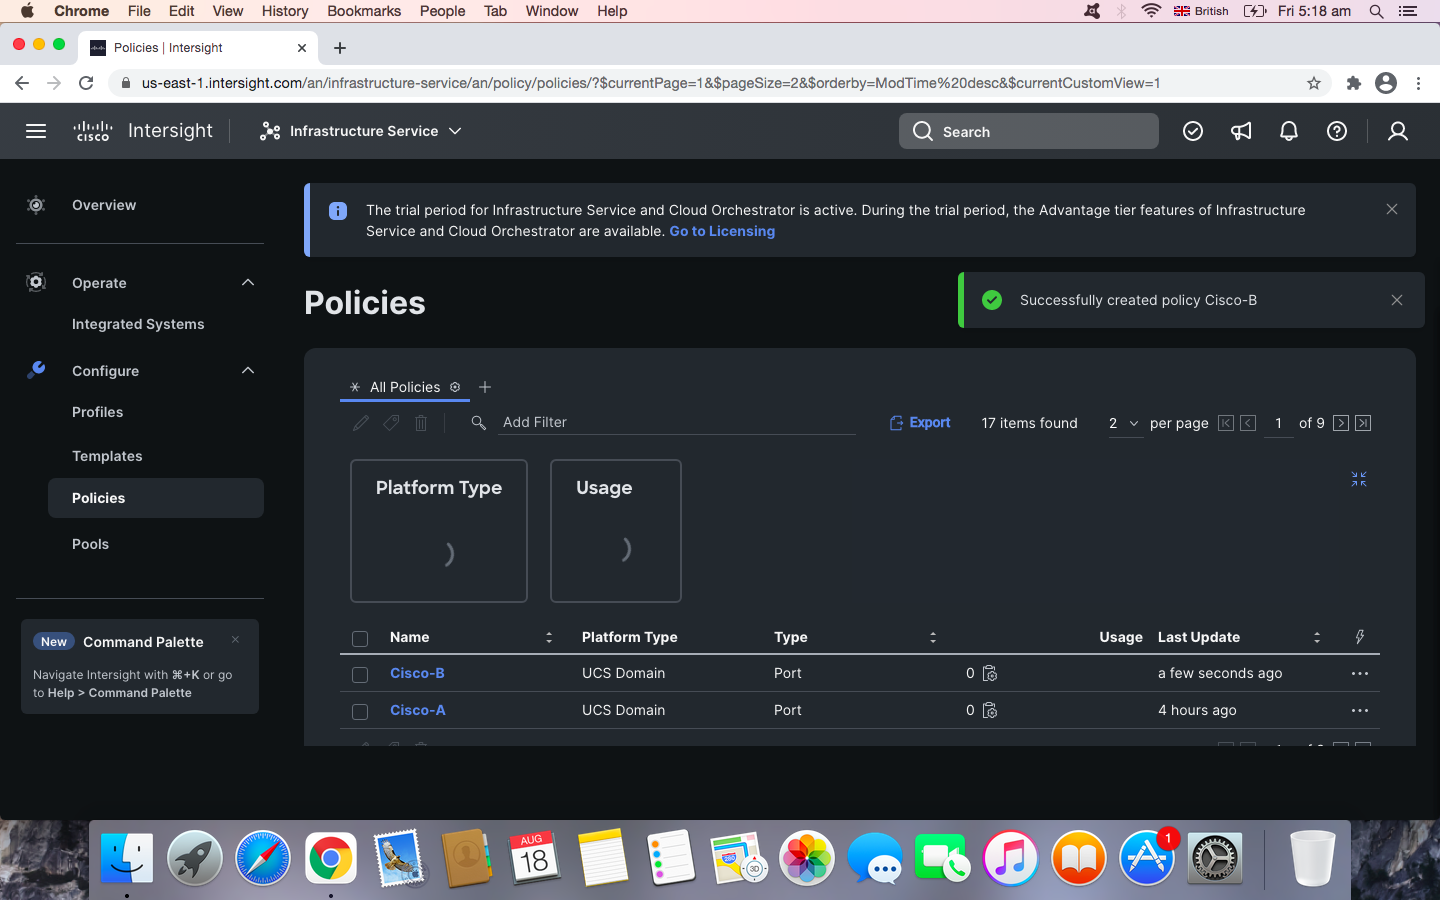 Chrome File Edit View History Bookmarks People Tab Window Help British Fri 5:18 am
Policies | Intersight
us-east-1.intersight.com/an/infrastructure-service/an/policy/policies/?$currentPage=1&$pageSize=2&$orderby=ModTime%20desc&$currentCustomView=1
cisco Intersight Infrastructure Service Search
Overview
Operate
Integrated Systems
Configure
Profiles
Templates
Policies
Pools
New Command Palette
Navigate Intersight with ⌘+K or go
to Help > Command Palette
The trial period for Infrastructure Service and Cloud Orchestrator is active. During the trial period, the Advantage tier features of Infrastructure
Service and Cloud Orchestrator are available. Go to Licensing
Policies
Successfully created policy Cisco-B
All Policies
Add Filter Export 17 items found 2 per page 1 of 9
Platform Type Usage
Name Platform Type Type Usage Last Update
Cisco-B UCS Domain Port 0 a few seconds ago
Cisco-A UCS Domain Port 0 4 hours ago
AUG
18
280
3D
1